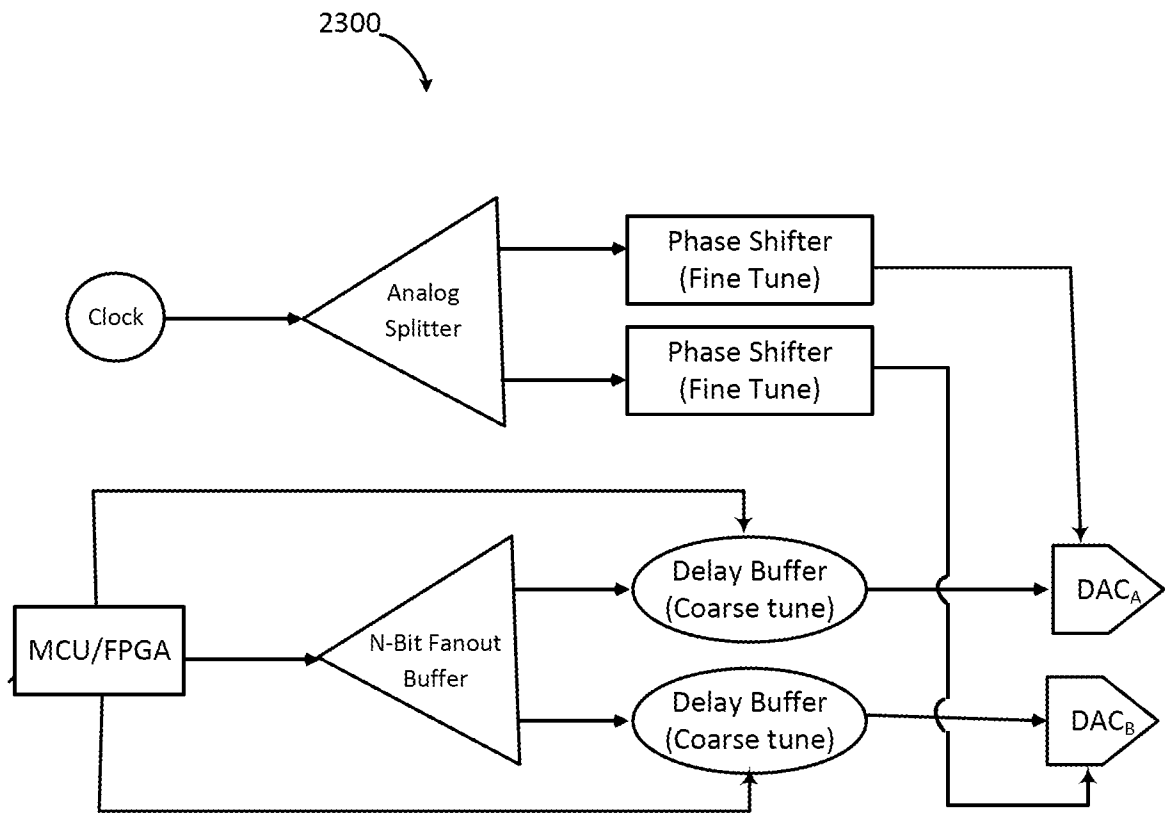 2300
Clock
Analog
Splitter
Phase Shifter
(Fine Tune)
Phase Shifter
(Fine Tune)
MCU/FPGA
N-Bit Fanout
Buffer
Delay Buffer
(Coarse tune)
Delay Buffer
(Coarse tune)
DACA
DACB